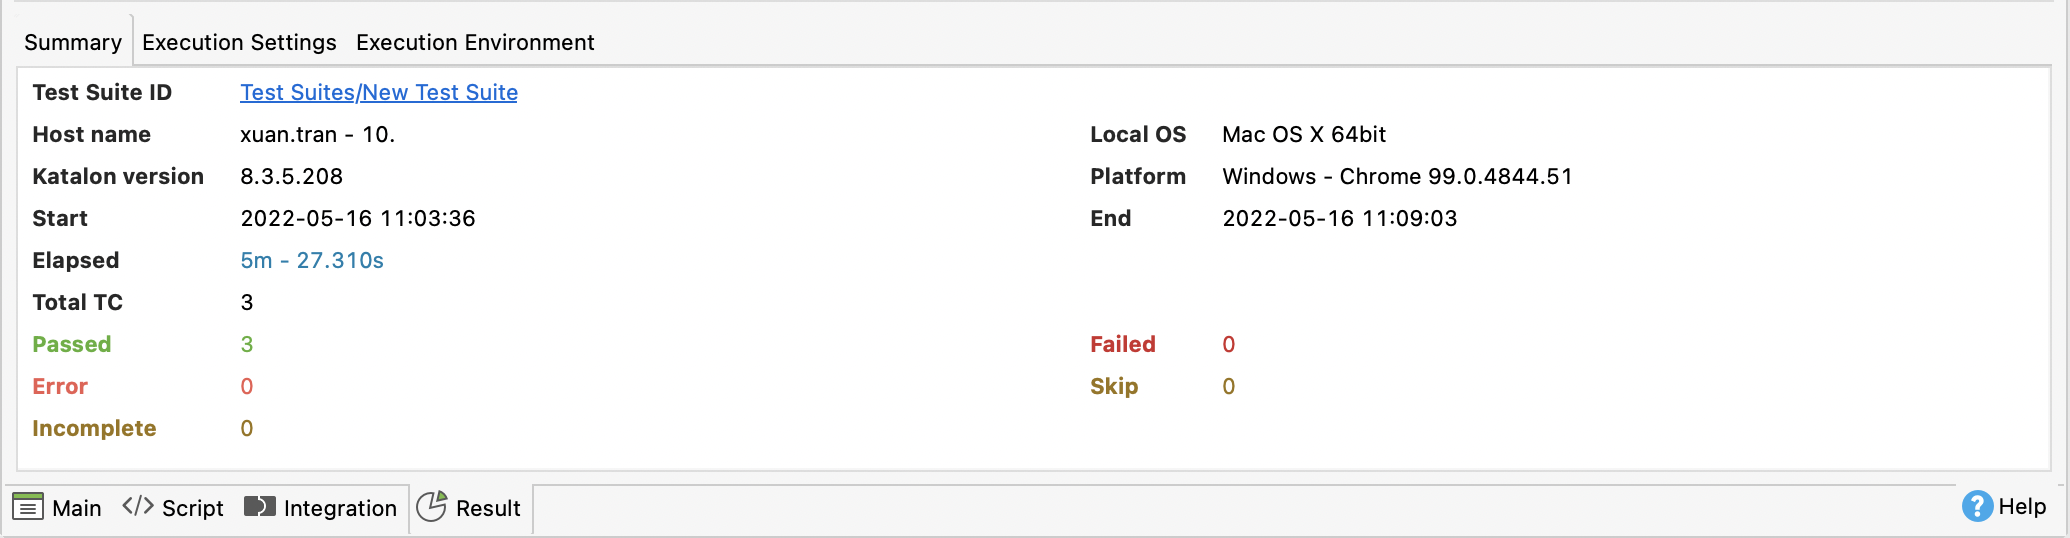 Summary Execution Settings Execution Environment
Test Suite ID Test Suites/New Test Suite
Host name xuan.tran - 10. Local OS Mac OS X 64bit
Katalon version 8.3.5.208 Platform Windows - Chrome 99.0.4844.51
Start 2022-05-16 11:03:36 End 2022-05-16 11:09:03
Elapsed 5m - 27.310s
Total TC 3
Passed 3 Failed 0
Error 0 Skip 0
Incomplete 0
Main </> Script Integration Result ? Help